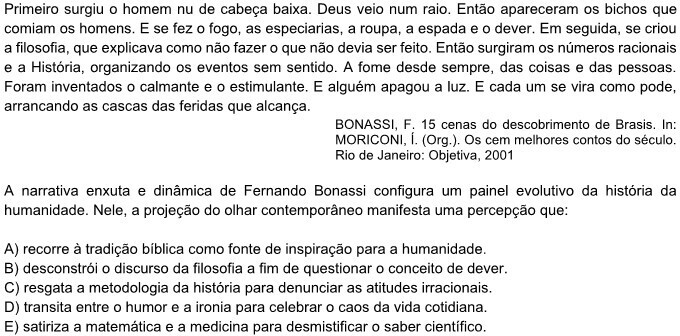 Primeiro surgiu o homem nu de cabeça baixa. Deus veio num raio. Então apareceram os bichos que
comiam os homens. E se fez o fogo, as especiarias, a roupa, a espada e o dever. Em seguida, se criou
a filosofia, que explicava como não fazer o que não devia ser feito. Então surgiram os números racionais
e a História, organizando os eventos sem sentido. A fome desde sempre, das coisas e das pessoas.
Foram inventados o calmante e o estimulante. E alguém apagou a luz. E cada um se vira como pode,
arrancando as cascas das feridas que alcança.
BONASSI, F. 15 cenas do descobrimento de Brasis. In:
MORICONI, Í. (Org.). Os cem melhores contos do século.
Rio de Janeiro: Objetiva, 2001
A narrativa enxuta e dinâmica de Fernando Bonassi configura um painel evolutivo da história da
humanidade. Nele, a projeção do olhar contemporâneo manifesta uma percepção que:
A) recorre à tradição bíblica como fonte de inspiração para a humanidade.
B) desconstrói o discurso da filosofia a fim de questionar o conceito de dever.
C) resgata a metodologia da história para denunciar as atitudes irracionais.
D) transita entre o humor e a ironia para celebrar o caos da vida cotidiana.
E) satiriza a matemática e a medicina para desmistificar o saber científico.